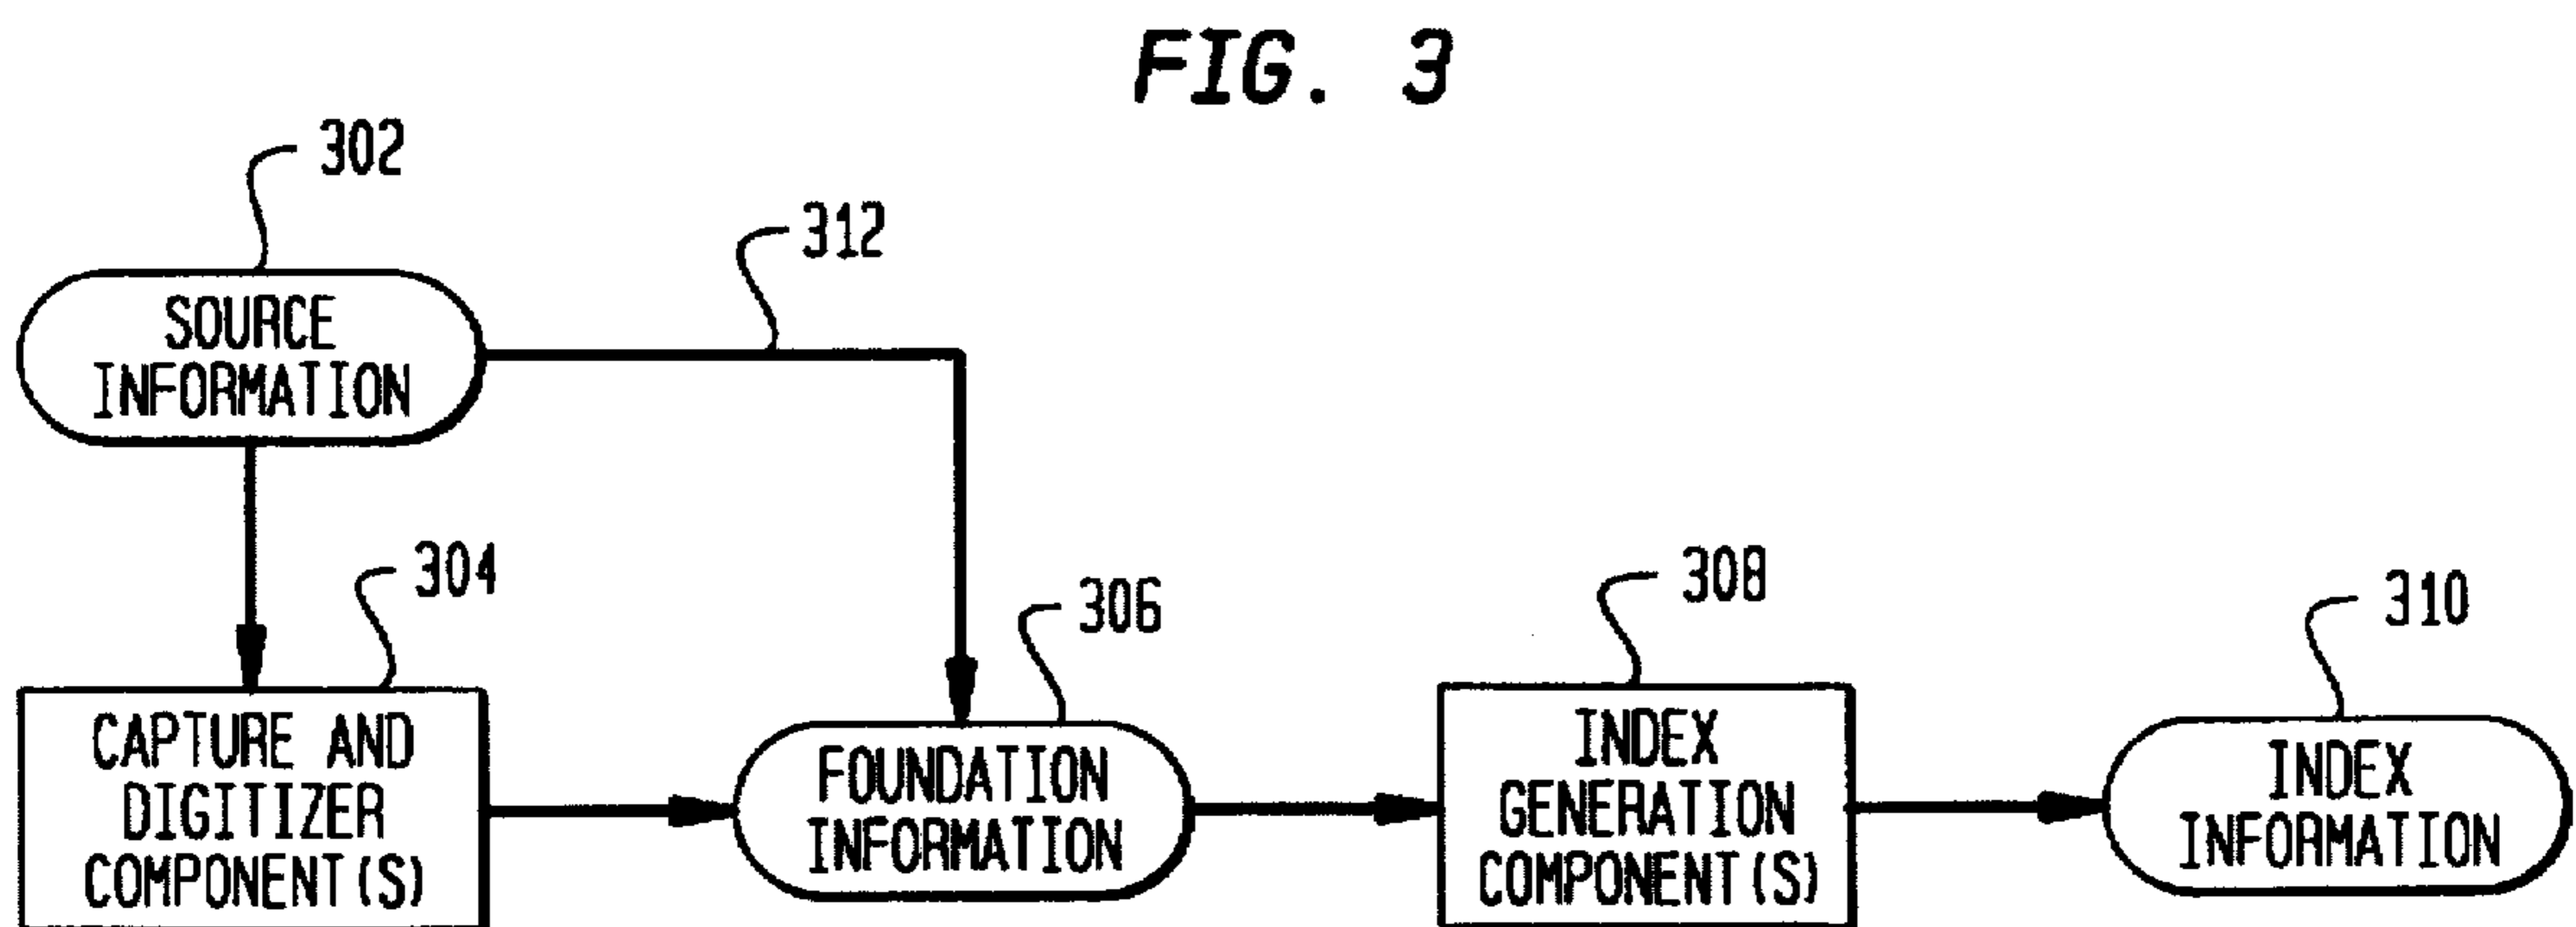 FIG. 3
302
312
SOURCE
INFORMATION
304
306
308
310
CAPTURE AND
DIGITIZER
COMPONENT(S)
FOUNDATION
INFORMATION
INDEX
GENERATION
COMPONENT(S)
INDEX
INFORMATION